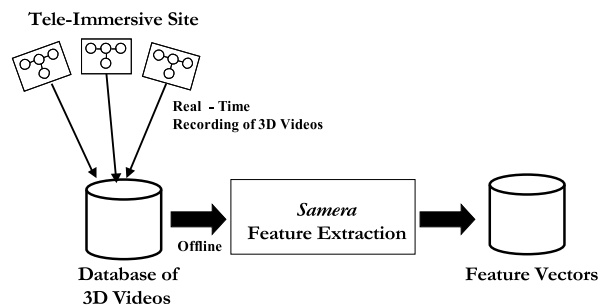 Tele-Immersive Site
Real - Time
Recording of 3D Videos
Samera
Feature Extraction
Offline
Database of
3D Videos
Feature Vectors